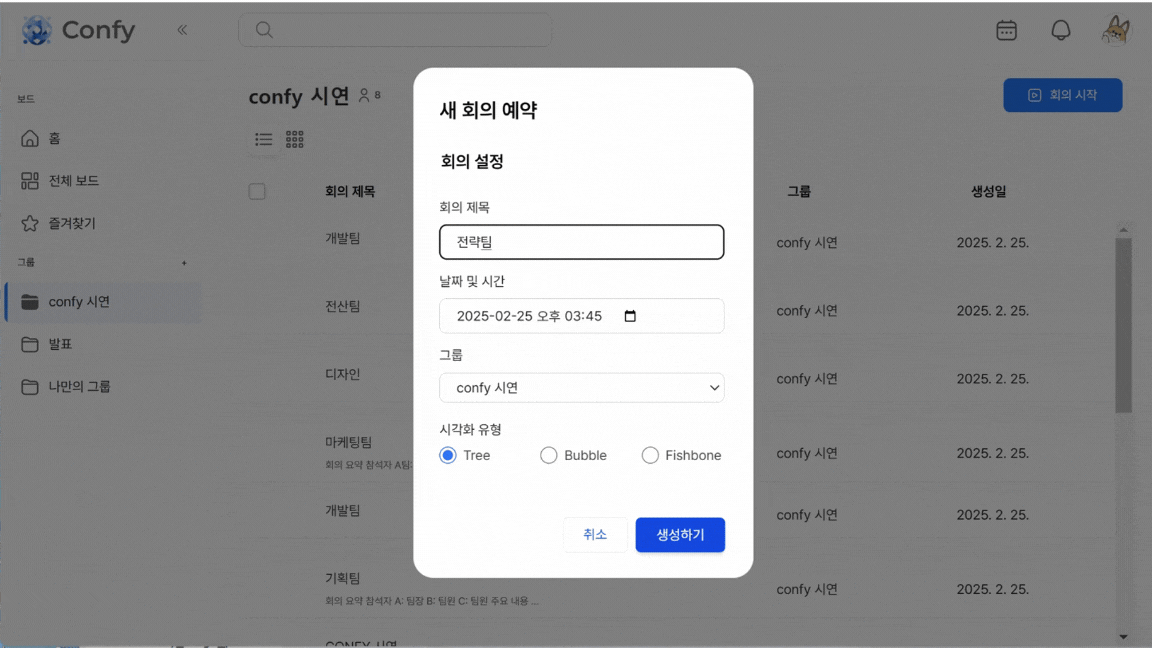 Confy
보드
홈
전체 보드
즐겨찾기
그룹 +
confy 시연
발표
나만의 그룹
confy 시연 8
회의 시작
회의 제목 그룹 생성일
개발팀 confy 시연 2025. 2. 25.
전산팀 confy 시연 2025. 2. 25.
디자인 confy 시연 2025. 2. 25.
마케팅팀 confy 시연 2025. 2. 25.
회의 요약 참석자 A팀:
개발팀 confy 시연 2025. 2. 25.
기획팀 confy 시연 2025. 2. 25.
회의 요약 참석자 A: 팀장 B: 팀원 C: 팀원 주요 내용 ...
CONFY 시연
새 회의 예약
회의 설정
회의 제목
전략팀
날짜 및 시간
2025-02-25 오후 03:45
그룹
confy 시연
시각화 유형
Tree Bubble Fishbone
취소 생성하기